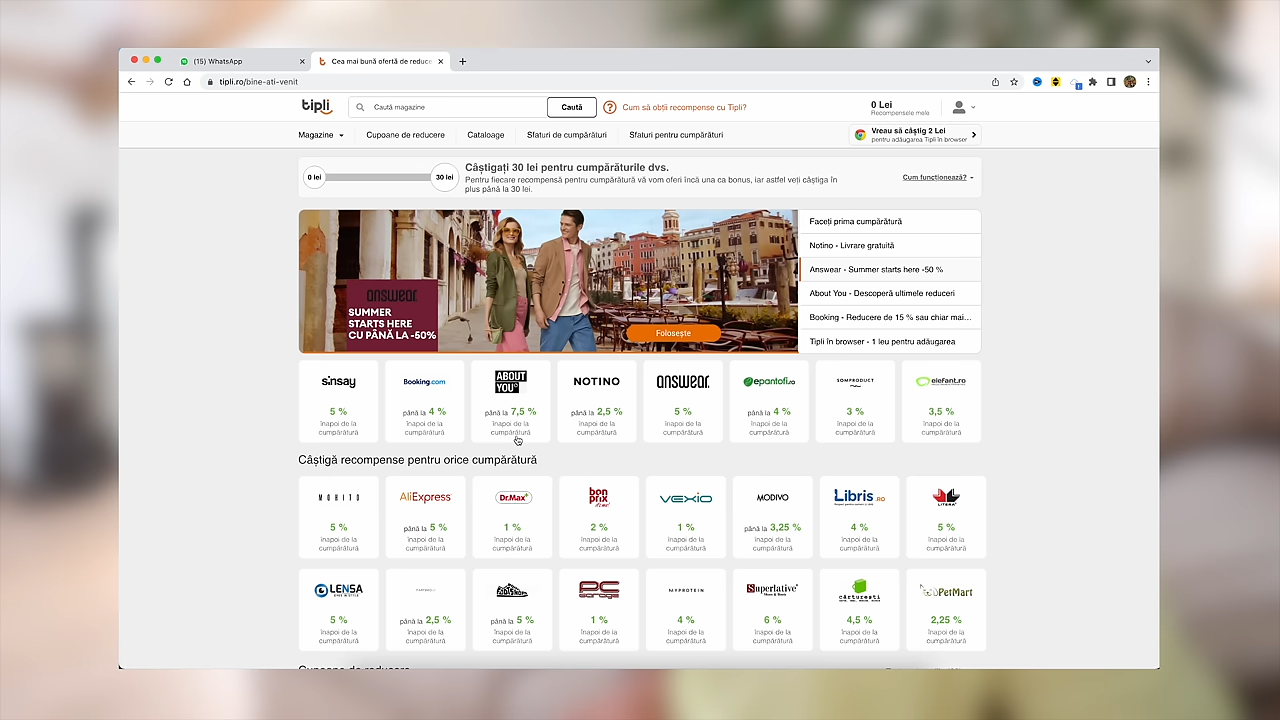 (15) WhatsApp
Cea mai bună ofertă de reduce
tipli.ro/bine-ati-venit
tipli
Caută magazine
Caută
Cum să obții recompense cu Tipli?
0 Lei
Recompensele mele
Magazine
Cupoane de reducere
Cataloage
Sfaturi de cumpărături
Sfaturi pentru cumpărături
Vreau să câștig 2 Lei
pentru adăugarea Tipli în browser
0 lei
30 lei
Câștigați 30 lei pentru cumpărăturile dvs.
Pentru fiecare recompensă pentru cumpărătură vă vom oferi încă una ca bonus, iar astfel veți câștiga în
plus până la 30 lei.
Cum funcționează?
answear.
SUMMER
STARTS HERE
CU PÂNĂ LA -50%
Folosește
Faceți prima cumpărătură
Notino - Livrare gratuită
Answear - Summer starts here -50 %
About You - Descoperă ultimele reduceri
Booking - Reducere de 15 % sau chiar mai...
Tipli în browser - 1 leu pentru adăugarea
sinsay
5 %
înapoi de la
cumpărătură
Booking.com
până la 4 %
înapoi de la
cumpărătură
ABOUT
YOU
până la 7,5 %
înapoi de la
cumpărătură
NOTINO
până la 2,5 %
înapoi de la
cumpărătură
answear.
5 %
înapoi de la
cumpărătură
epantofi.ro
până la 4 %
înapoi de la
cumpărătură
SOMPRODUCT
3 %
înapoi de la
cumpărătură
elefant.ro
3,5 %
înapoi de la
cumpărătură
Câștigă recompense pentru orice cumpărătură
MOHITO
5 %
înapoi de la
cumpărătură
AliExpress
până la 5 %
înapoi de la
cumpărătură
Dr.Max+
1 %
înapoi de la
cumpărătură
bon
prix
it's me!
2 %
înapoi de la
cumpărătură
VEXIO
1 %
înapoi de la
cumpărătură
MODIVO
până la 3,25 %
înapoi de la
cumpărătură
Libris.RO
4 %
înapoi de la
cumpărătură
LITERA
5 %
înapoi de la
cumpărătură
LENSA
5 %
înapoi de la
cumpărătură
până la 2,5 %
înapoi de la
cumpărătură
până la 5 %
înapoi de la
cumpărătură
PC
garage
1 %
înapoi de la
cumpărătură
MYPROTEIN
4 %
înapoi de la
cumpărătură
Superlative
6 %
înapoi de la
cumpărătură
cărturești
4,5 %
înapoi de la
cumpărătură
PetMart
2,25 %
înapoi de la
cumpărătură
Cupoane de reducere